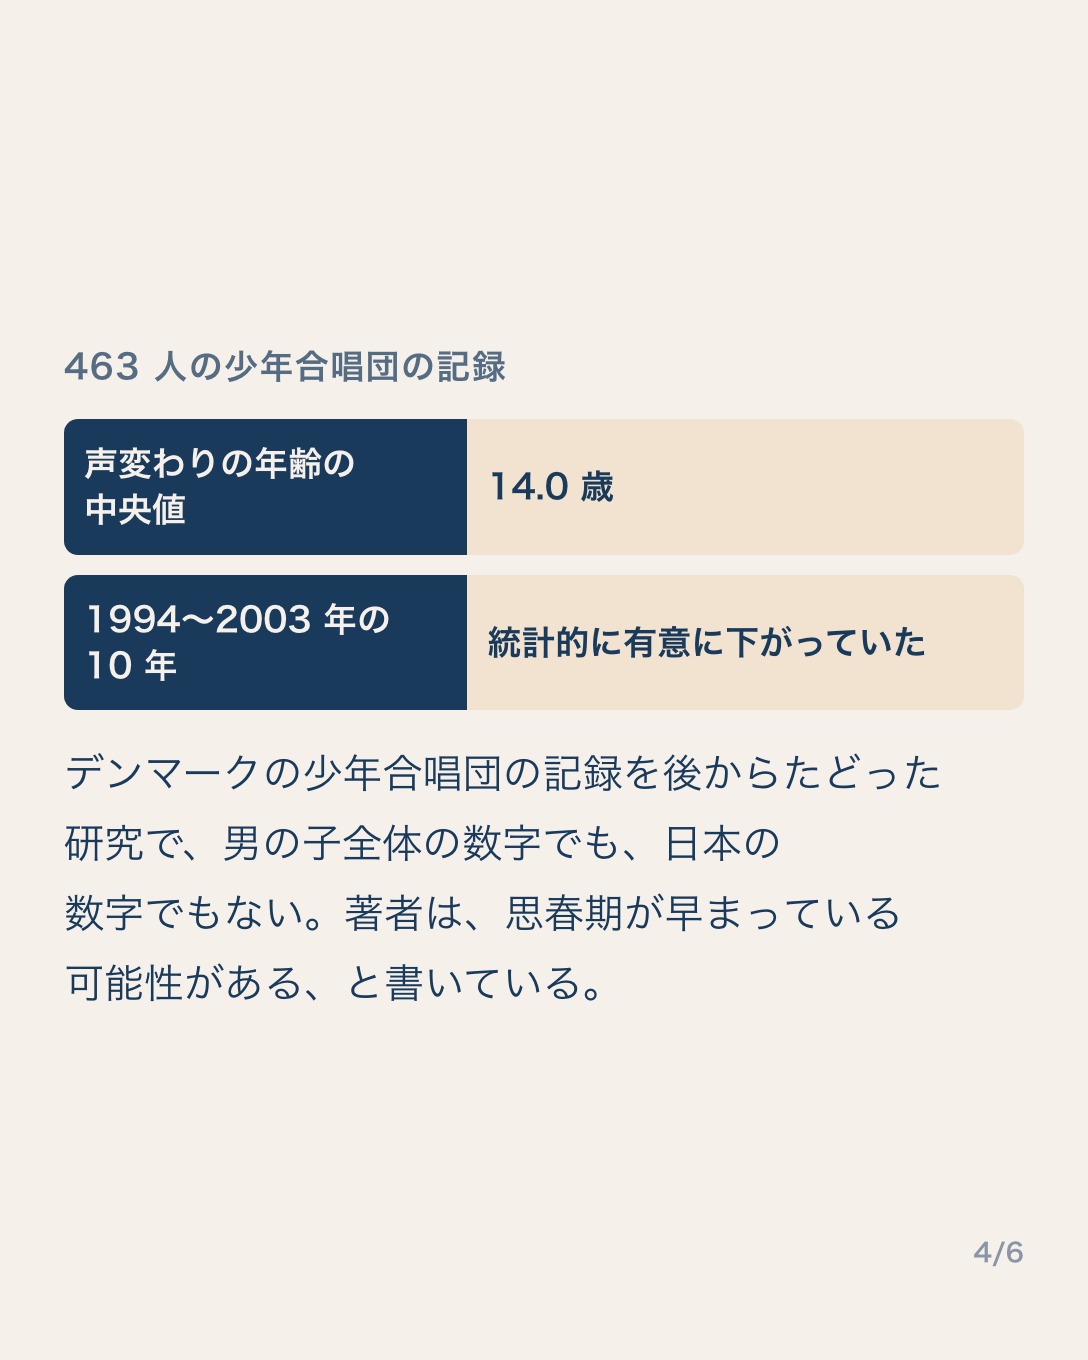 463 人の少年合唱団の記録
声変わりの年齢の
中央値
14.0 歳
1994〜2003 年の
10 年
統計的に有意に下がっていた
デンマークの少年合唱団の記録を後からたどった
研究で、男の子全体の数字でも、日本の
数字でもない。著者は、思春期が早まっている
可能性がある、と書いている。
4/6